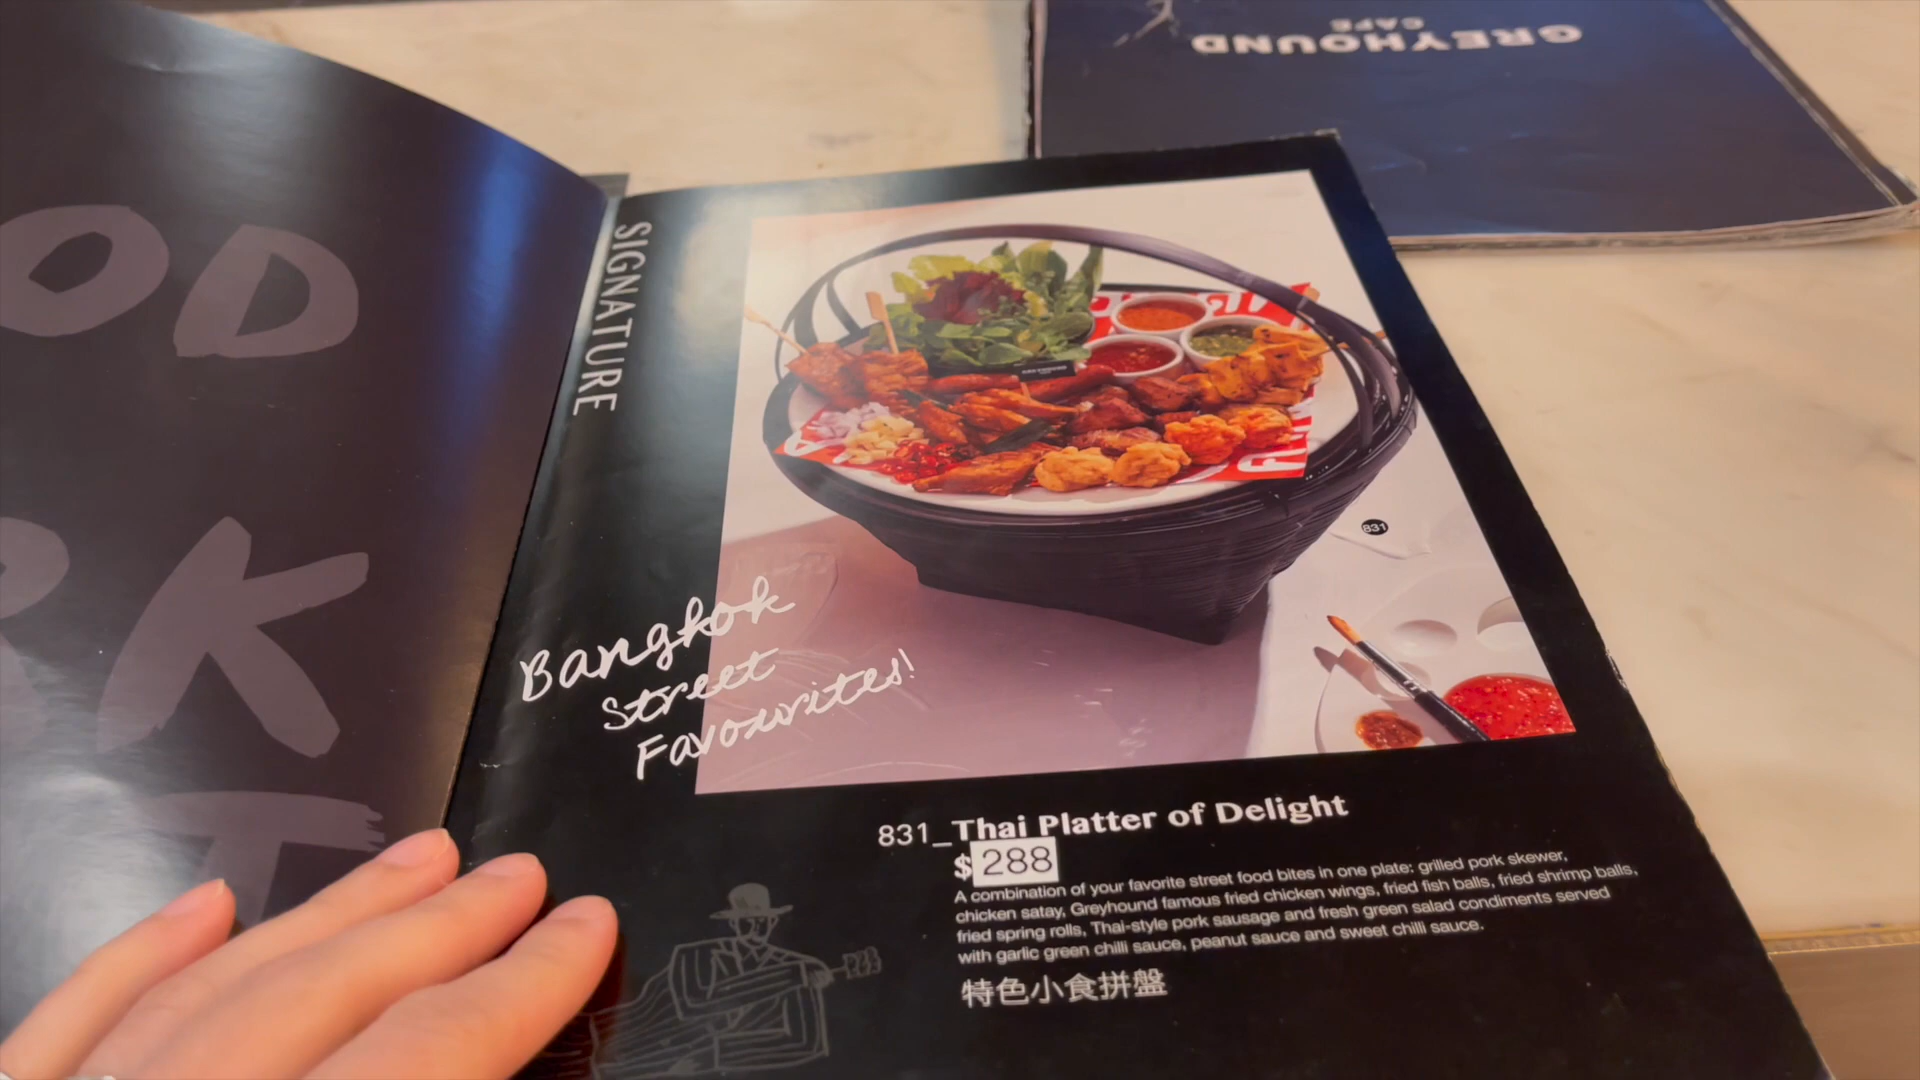 GREYHOUND
CAFE
OD
K
T
SIGNATURE
GREYHOUND
831
Bangkok
Street
Favourites!
831_Thai Platter of Delight
$288
A combination of your favorite street food bites in one plate: grilled pork skewer,
chicken satay, Greyhound famous fried chicken wings, fried fish balls, fried shrimp balls,
fried spring rolls, Thai-style pork sausage and fresh green salad condiments served
with garlic green chilli sauce, peanut sauce and sweet chilli sauce.
特色小食拼盤